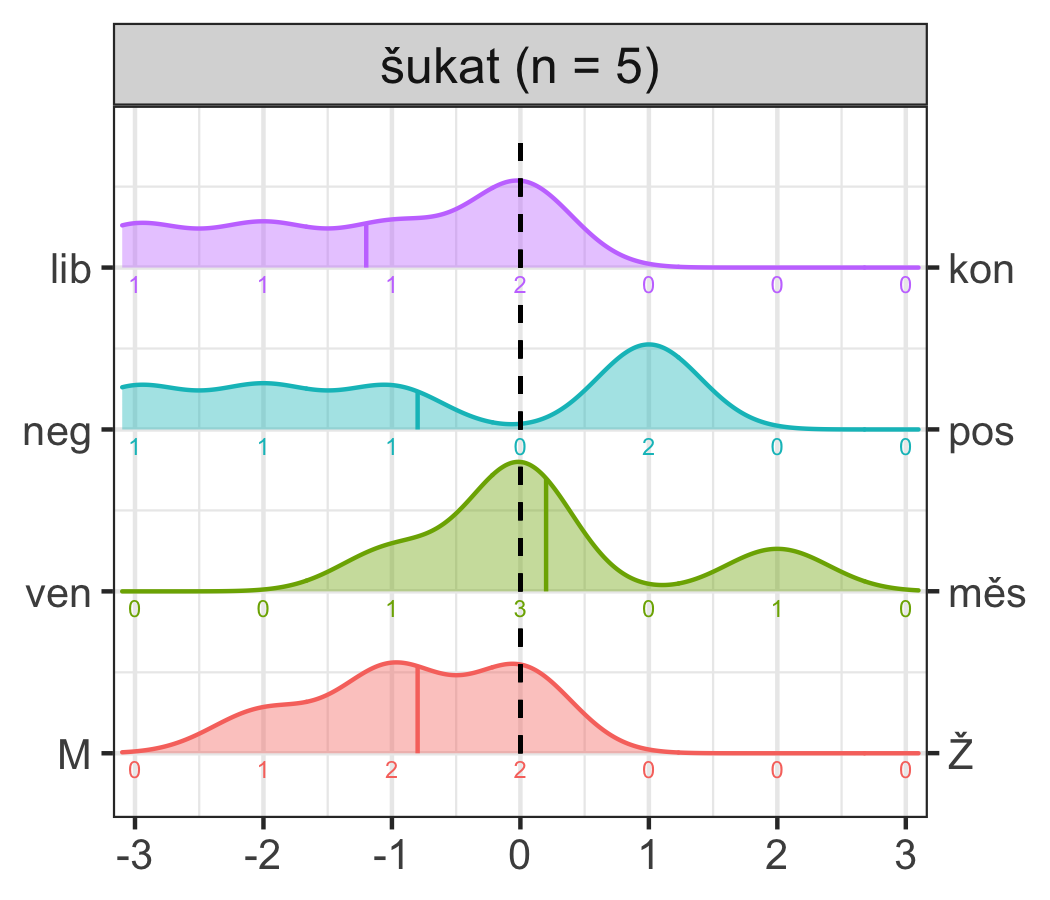 šukat (n = 5)
lib kon
1 1 1 2 0 0 0
neg pos
1 1 1 0 2 0 0
ven měs
0 0 1 3 0 1 0
M Ž
0 1 2 2 0 0 0
-3 -2 -1 0 1 2 3